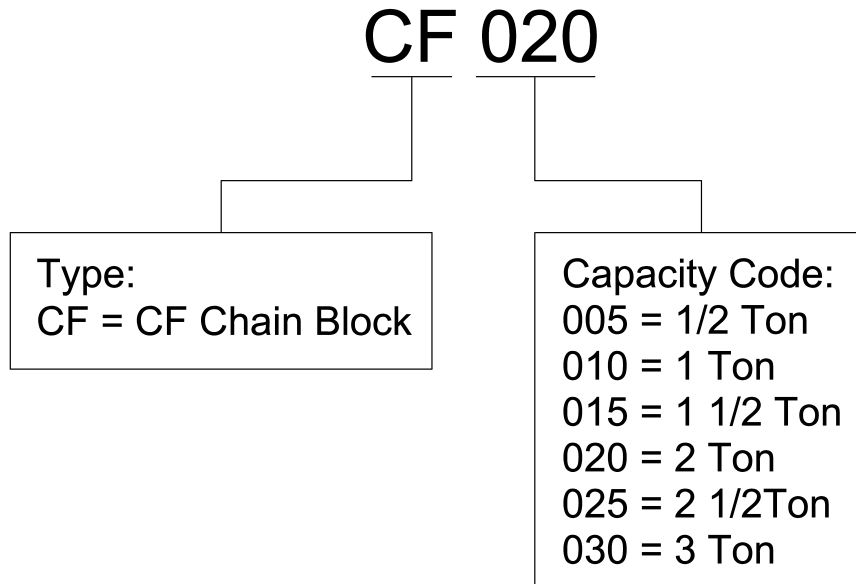 CF 020
Type:
CF = CF Chain Block
Capacity Code:
005 = 1/2 Ton
010 = 1 Ton
015 = 1 1/2 Ton
020 = 2 Ton
025 = 2 1/2Ton
030 = 3 Ton